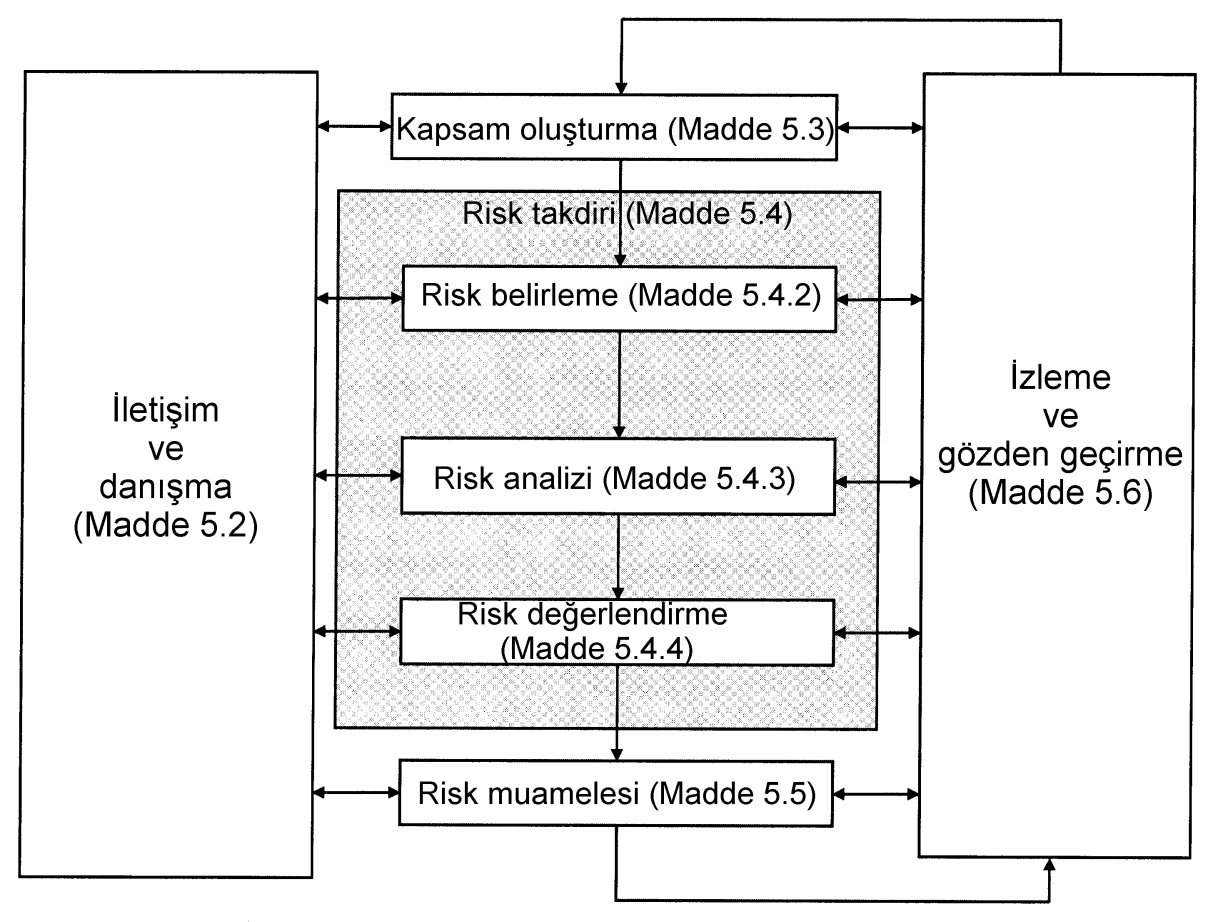 Kapsam oluşturma (Madde 5.3)
Risk takdiri (Madde 5.4)
Risk belirleme (Madde 5.4.2)
Risk analizi (Madde 5.4.3)
Risk değerlendirme
(Madde 5.4.4)
Risk muamelesi (Madde 5.5)
İletişim
ve
danışma
(Madde 5.2)
İzleme
ve
gözden geçirme
(Madde 5.6)